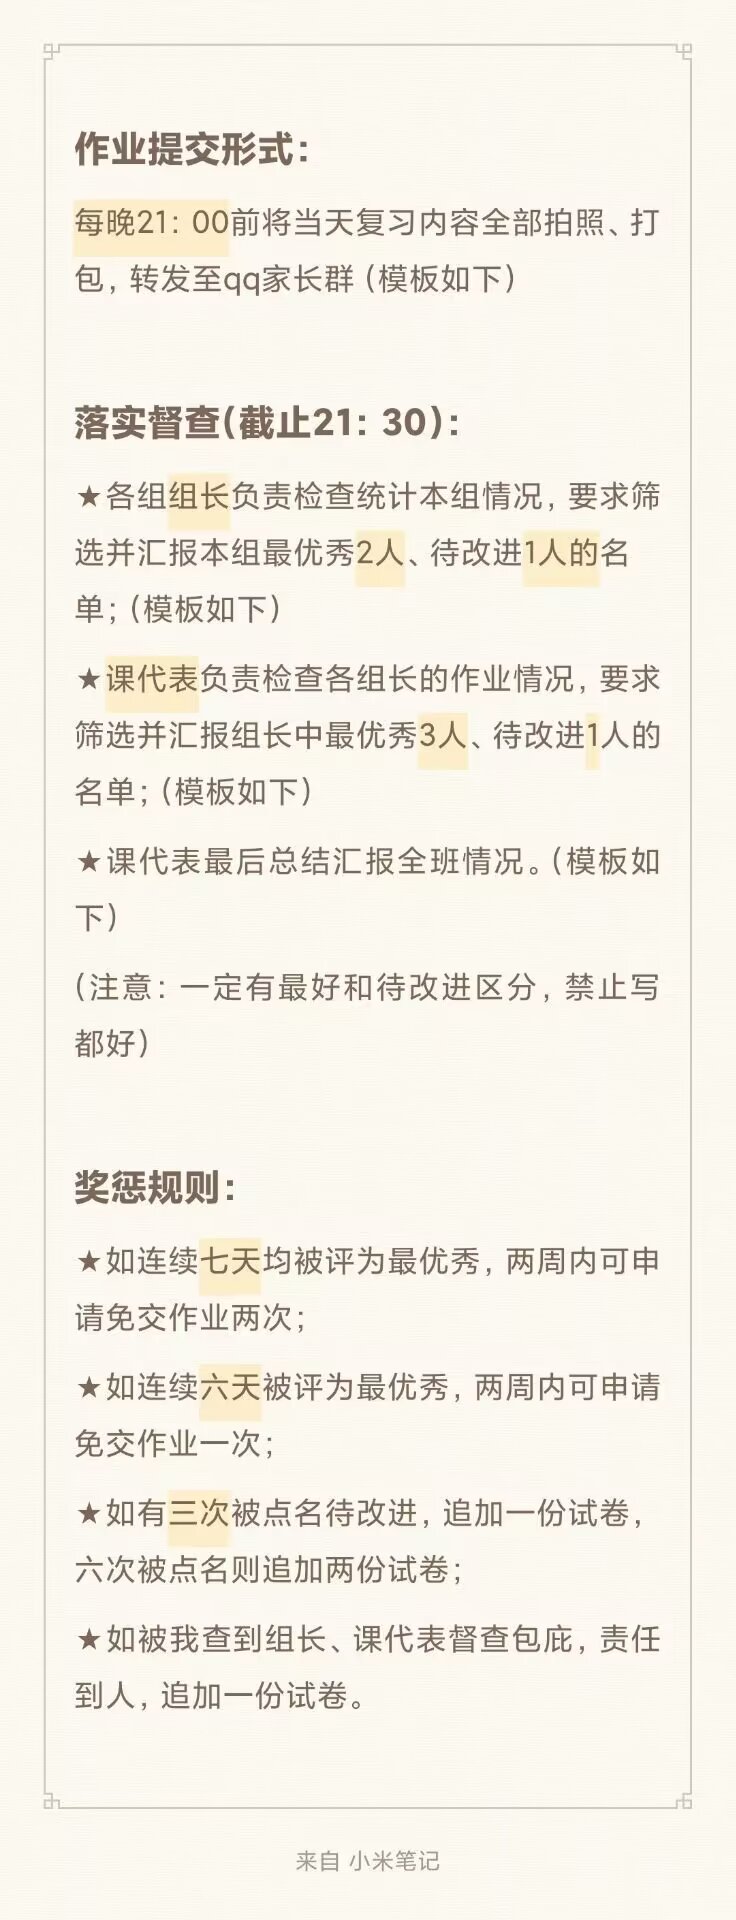 作业提交形式：
每晚21：00前将当天复习内容全部拍照、打
包，转发至qq家长群（模板如下）
落实督查（截止21：30）：
★各组组长负责检查统计本组情况，要求筛
选并汇报本组最优秀2人、待改进1人的名
单；（模板如下）
★课代表负责检查各组长的作业情况，要求
筛选并汇报组长中最优秀3人、待改进1人的
名单；（模板如下）
★课代表最后总结汇报全班情况。（模板如
下）
（注意：一定有最好和待改进区分，禁止写
都好）
奖惩规则：
★如连续七天均被评为最优秀，两周内可申
请免交作业两次；
★如连续六天被评为最优秀，两周内可申请
免交作业一次；
★如有三次被点名待改进，追加一份试卷，
六次被点名则追加两份试卷；
★如被我查到组长、课代表督查包庇，责任
到人，追加一份试卷。
来自 小米笔记